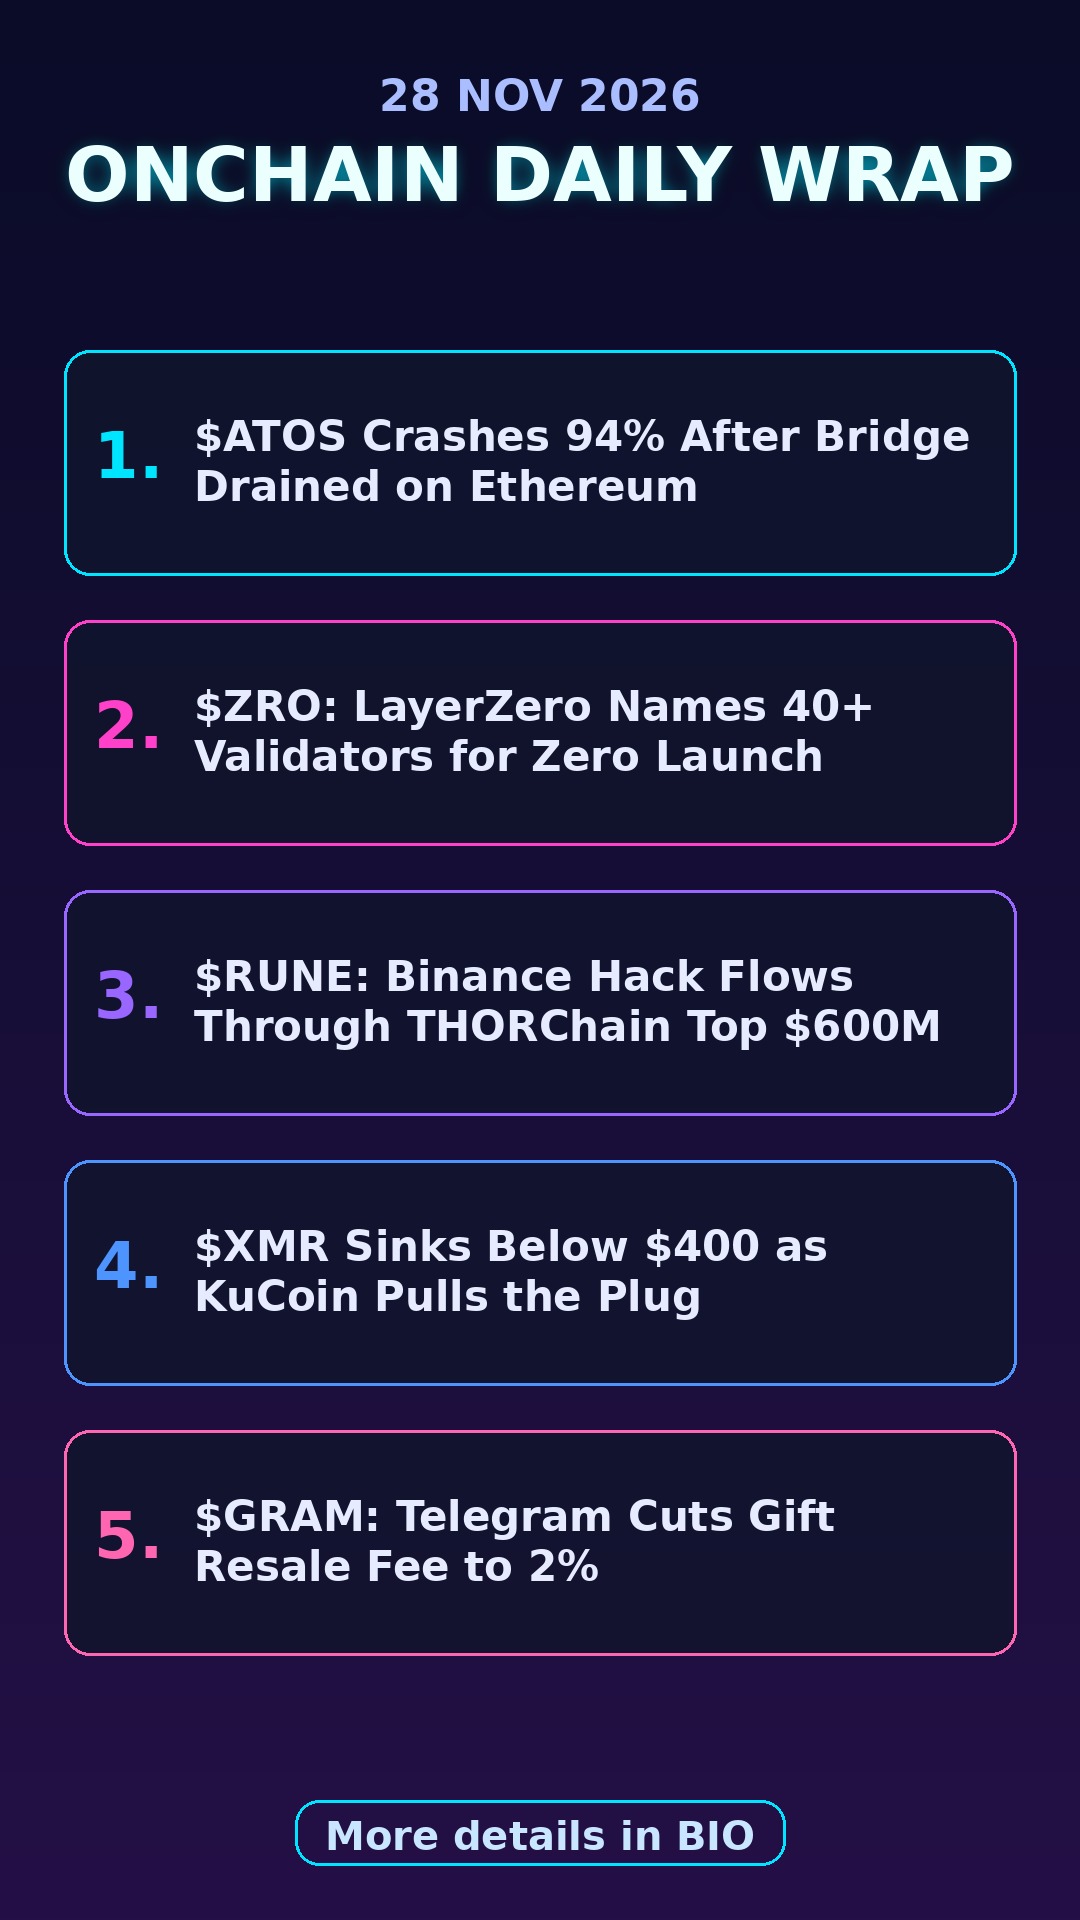 28 NOV 2026
ONCHAIN DAILY WRAP
1.
$ATOS Crashes 94% After Bridge
Drained on Ethereum
2.
$ZRO: LayerZero Names 40+
Validators for Zero Launch
3.
$RUNE: Binance Hack Flows
Through THORChain Top $600M
4.
$XMR Sinks Below $400 as
KuCoin Pulls the Plug
5.
$GRAM: Telegram Cuts Gift
Resale Fee to 2%
More details in BIO